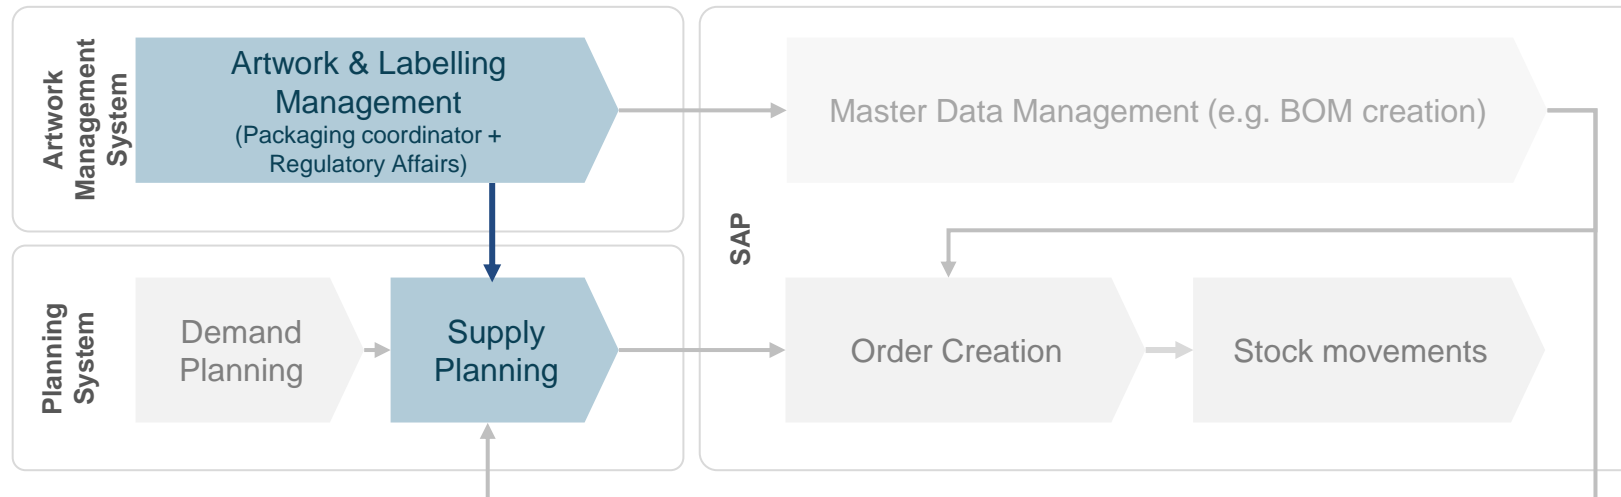 Artwork
Management
System
Artwork & Labelling
Management
(Packaging coordinator +
Regulatory Affairs)
SAP
Master Data Management (e.g. BOM creation)
Planning
System
Demand
Planning
Supply
Planning
Order Creation
Stock movements